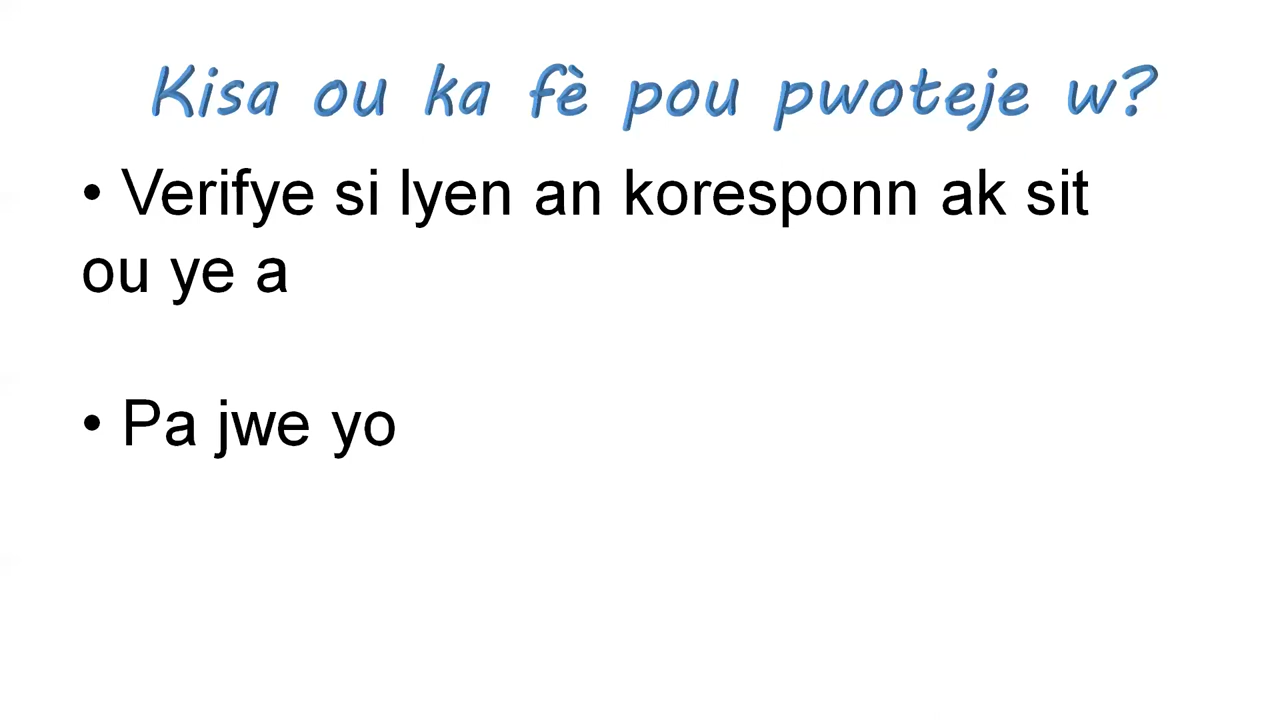 Kisa ou ka fè pou pwoteje w?
• Verifye si lyen an koresponn ak sit
ou ye a
• Pa jwe yo